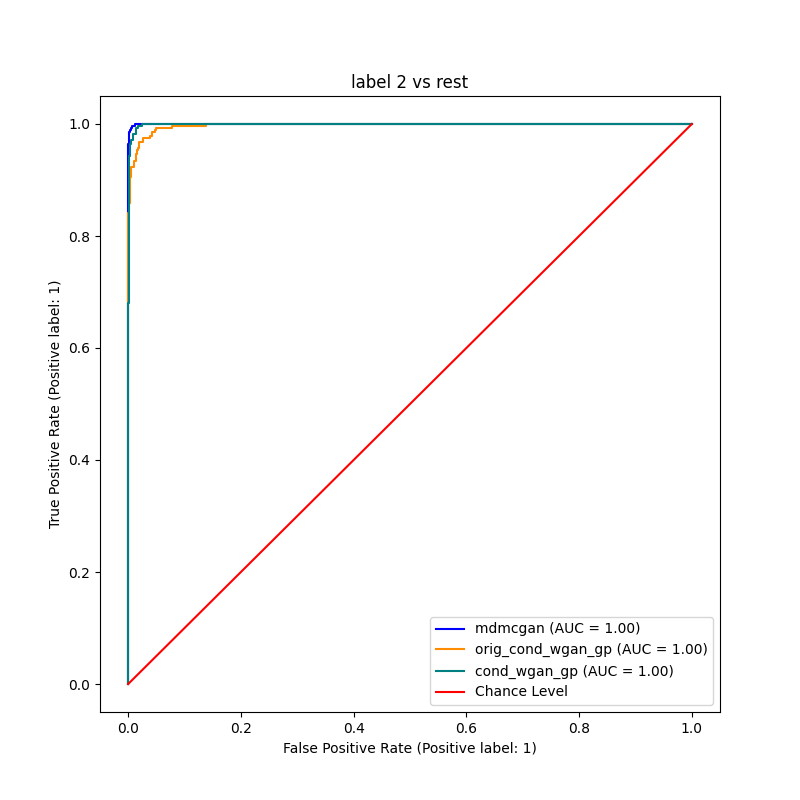 label 2 vs rest
True Positive Rate (Positive label: 1)
1.0
0.8
0.6
0.4
0.2
0.0
0.0 0.2 0.4 0.6 0.8 1.0
False Positive Rate (Positive label: 1)
mdmcgan (AUC = 1.00)
orig_cond_wgan_gp (AUC = 1.00)
cond_wgan_gp (AUC = 1.00)
Chance Level